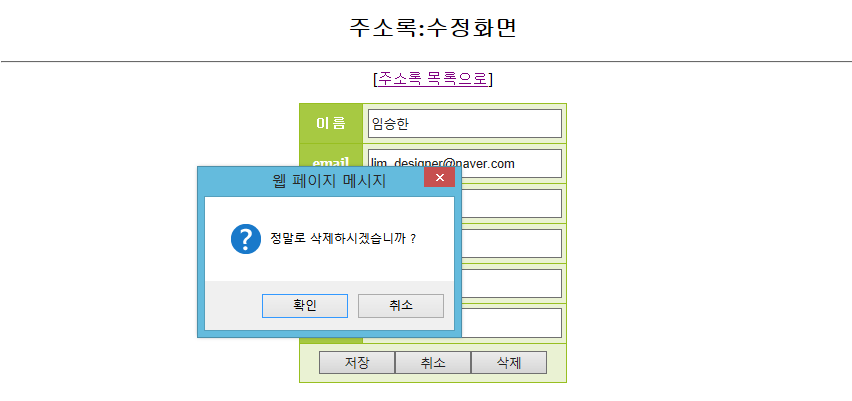 주소록:수정화면
[주소록 목록으로]
이 름 임승한
email lim_designer@naver.com
웹 페이지 메시지
정말로 삭제하시겠습니까 ?
확인 취소
저장 취소 삭제